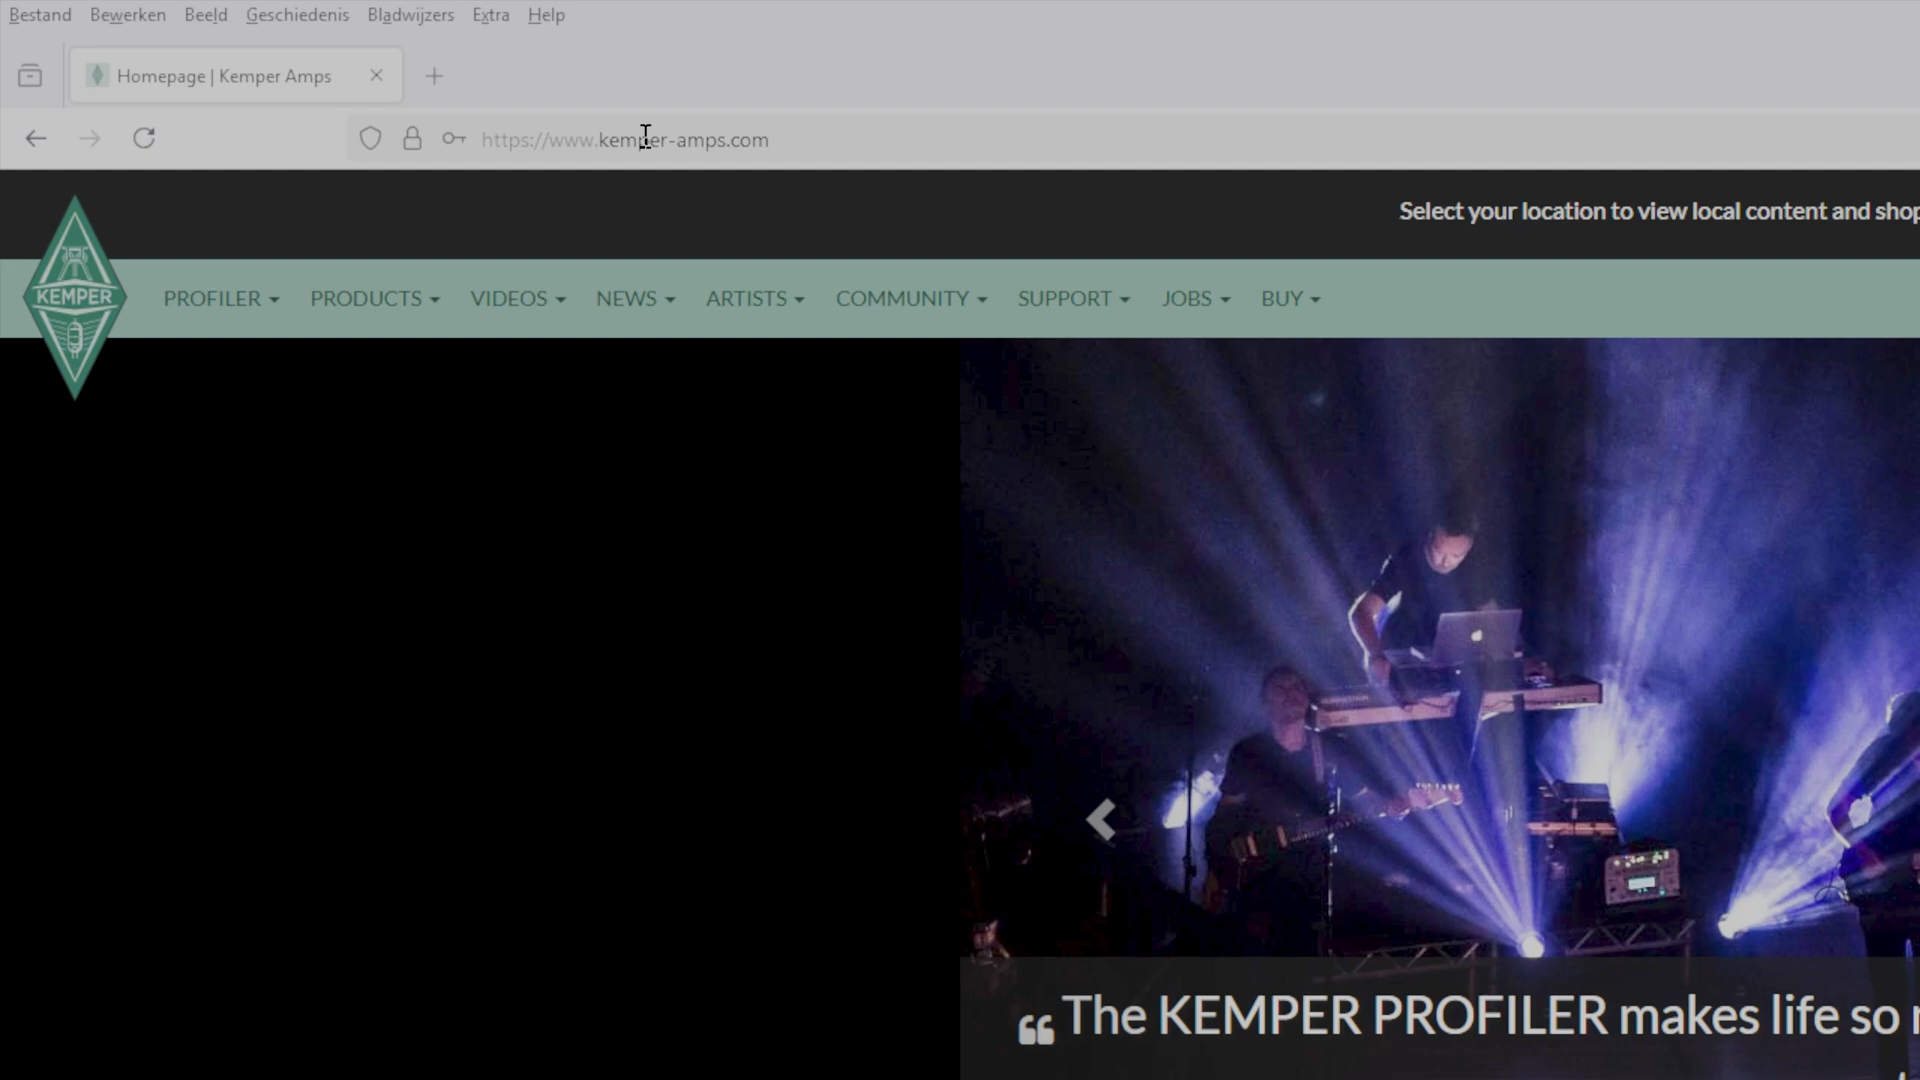 Bestand Bewerken Beeld Geschiedenis Bladwijzers Extra Help
Homepage | Kemper Amps
https://www.kemper-amps.com
Select your location to view local content and shop
KEMPER
PROFILER PRODUCTS VIDEOS NEWS ARTISTS COMMUNITY SUPPORT JOBS BUY
“The KEMPER PROFILER makes life so